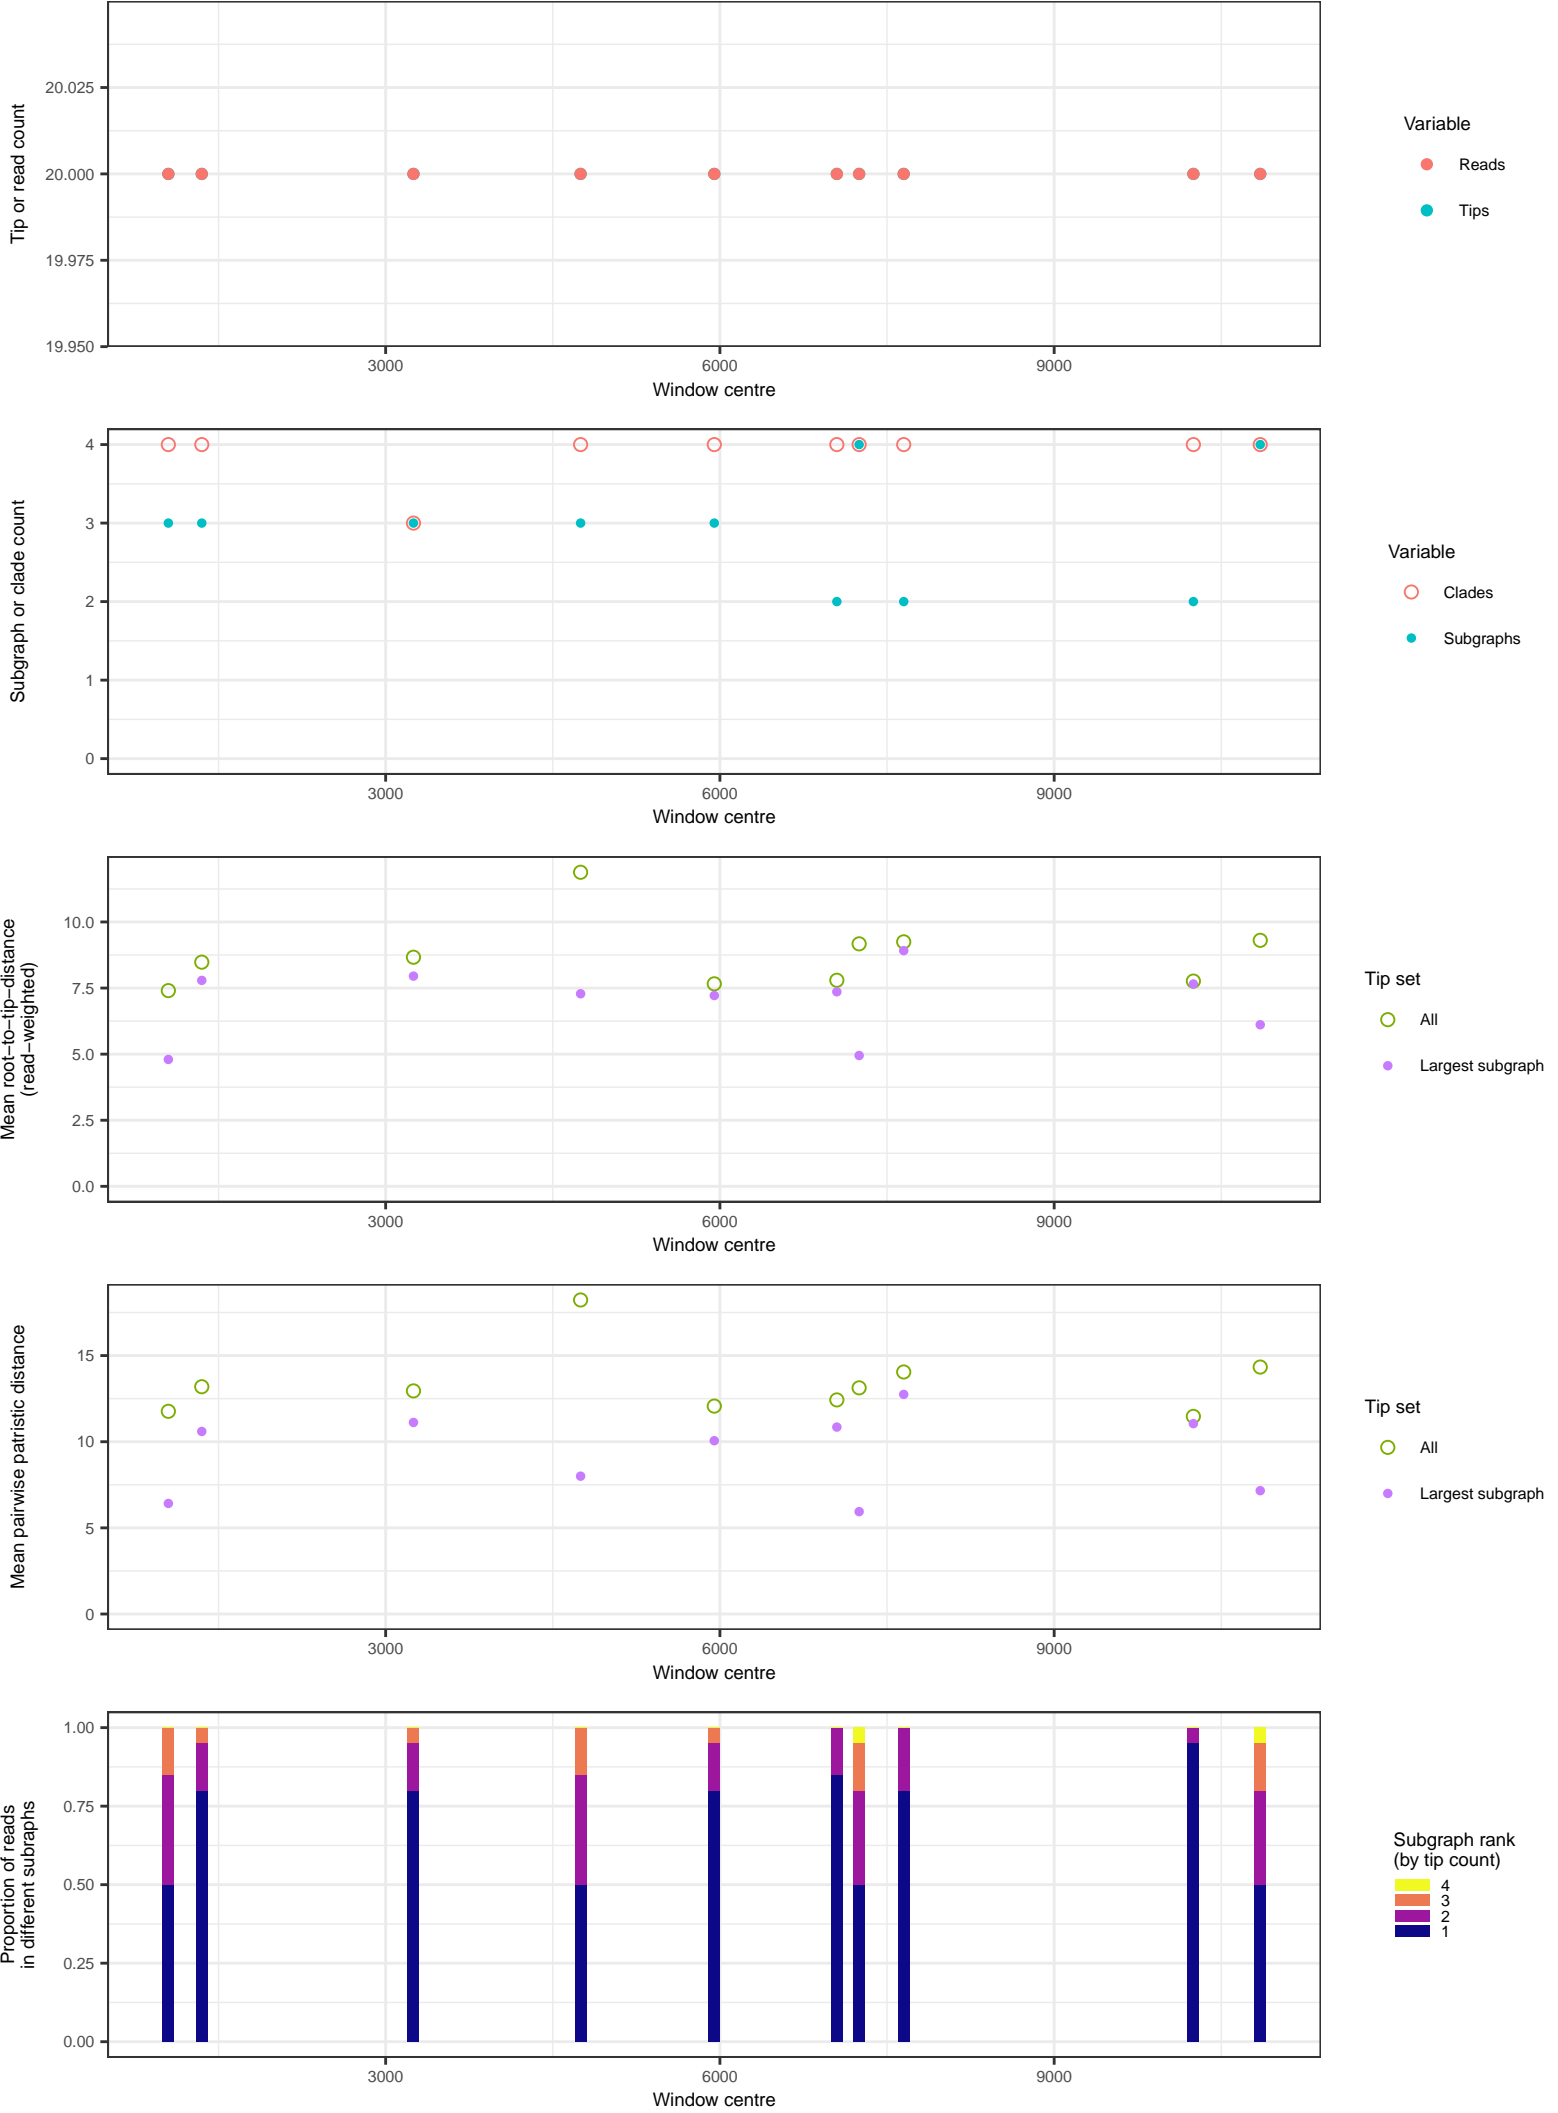 20.025
20.000
19.975
19.950
Tip or read count
3000
6000
9000
Window centre
Variable
Reads
Tips
4
3
2
1
0
Subgraph or clade count
3000
6000
9000
Window centre
Variable
Clades
Subgraphs
10.0
7.5
5.0
2.5
0.0
Mean root−to−tip−distance
(read−weighted)
3000
6000
9000
Window centre
Tip set
All
Largest subgraph
15
10
5
0
Mean pairwise patristic distance
3000
6000
9000
Window centre
Tip set
All
Largest subgraph
1.00
0.75
0.50
0.25
0.00
Proportion of reads
in different subraphs
3000
6000
9000
Window centre
Subgraph rank
(by tip count)
4
3
2
1